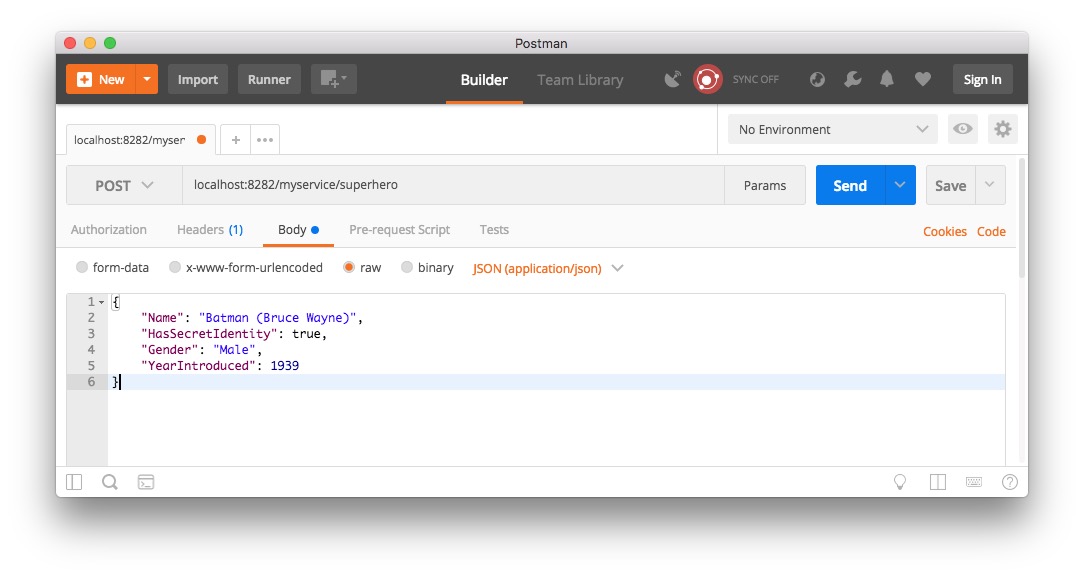 Postman
New Import Runner Builder Team Library SYNC OFF Sign In
localhost:8282/myser + ••• No Environment
POST localhost:8282/myservice/superhero Params Send Save
Authorization Headers (1) Body Pre-request Script Tests Cookies Code
form-data x-www-form-urlencoded raw binary JSON (application/json)
1 {
2 "Name": "Batman (Bruce Wayne)",
3 "HasSecretIdentity": true,
4 "Gender": "Male",
5 "YearIntroduced": 1939
6 }